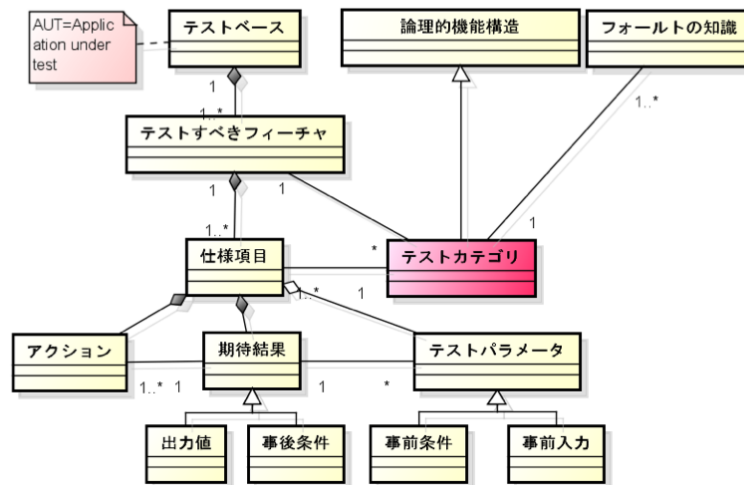 AUT=Applic
ation under
test
テストベース
論理的機能構造
フォールトの知識
1
1..*
1..*
テストすべきフィーチャ
1
1
1..*
1
仕様項目
*
テストカテゴリ
1..*
1
アクション
期待結果
テストパラメータ
1..*
1
1
*
出力値
事後条件
事前条件
事前入力